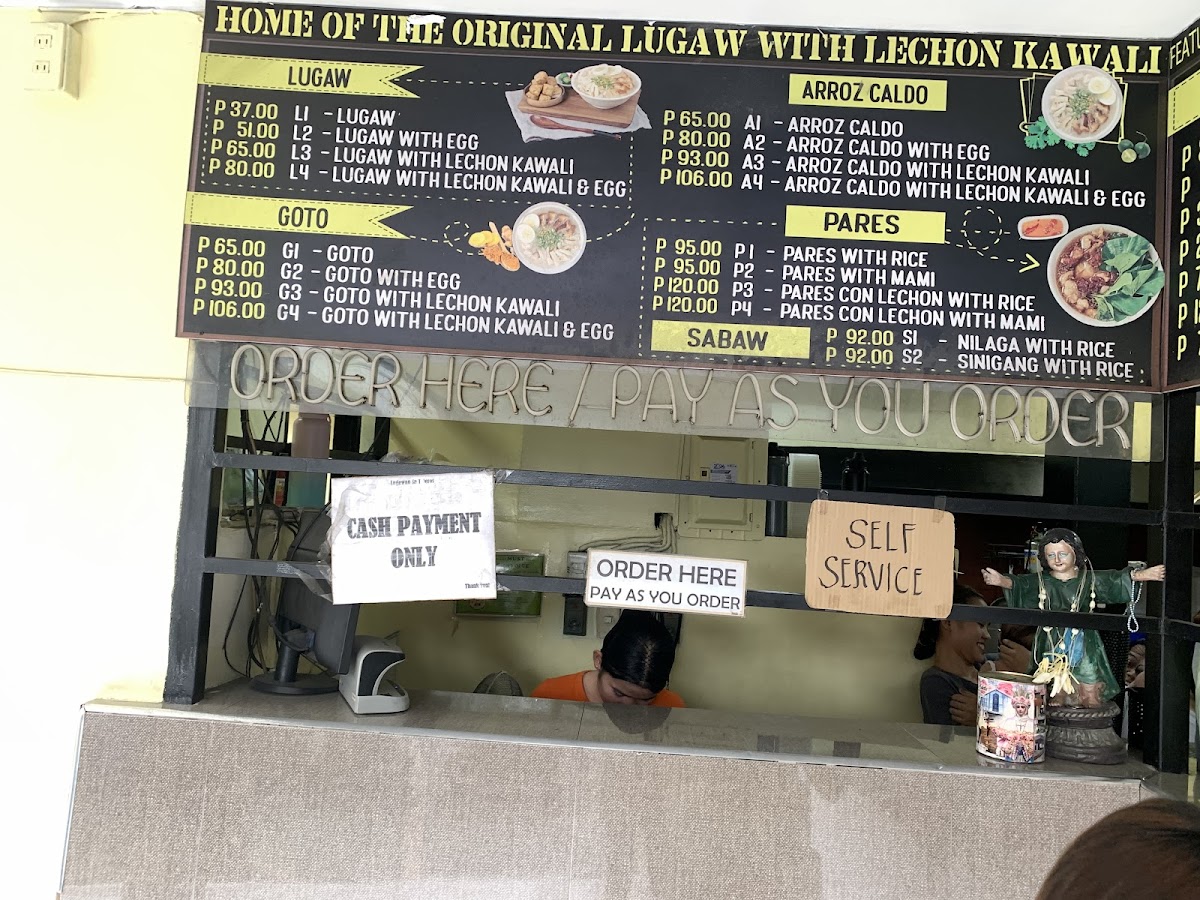 HOME OF THE ORIGINAL LUGAW WITH LECHON KAWALI
LUGAW
P 37.00 L1 - LUGAW
P 51.00 L2 - LUGAW WITH EGG
P 65.00 L3 - LUGAW WITH LECHON KAWALI
P 80.00 L4 - LUGAW WITH LECHON KAWALI & EGG
GOTO
P 65.00 G1 - GOTO
P 80.00 G2 - GOTO WITH EGG
P 93.00 G3 - GOTO WITH LECHON KAWALI
P 106.00 G4 - GOTO WITH LECHON KAWALI & EGG
ARROZ CALDO
P 65.00 A1 - ARROZ CALDO
P 80.00 A2 - ARROZ CALDO WITH EGG
P 93.00 A3 - ARROZ CALDO WITH LECHON KAWALI
P 106.00 A4 - ARROZ CALDO WITH LECHON KAWALI & EGG
PARES
P 95.00 P1 - PARES WITH RICE
P 95.00 P2 - PARES WITH MAMI
P 120.00 P3 - PARES CON LECHON WITH RICE
P 120.00 P4 - PARES CON LECHON WITH MAMI
SABAW
P 92.00 S1 - NILAGA WITH RICE
P 92.00 S2 - SINIGANG WITH RICE
ORDER HERE / PAY AS YOU ORDER
CASH PAYMENT
ONLY
Thank You!
ORDER HERE
PAY AS YOU ORDER
SELF
SERVICE